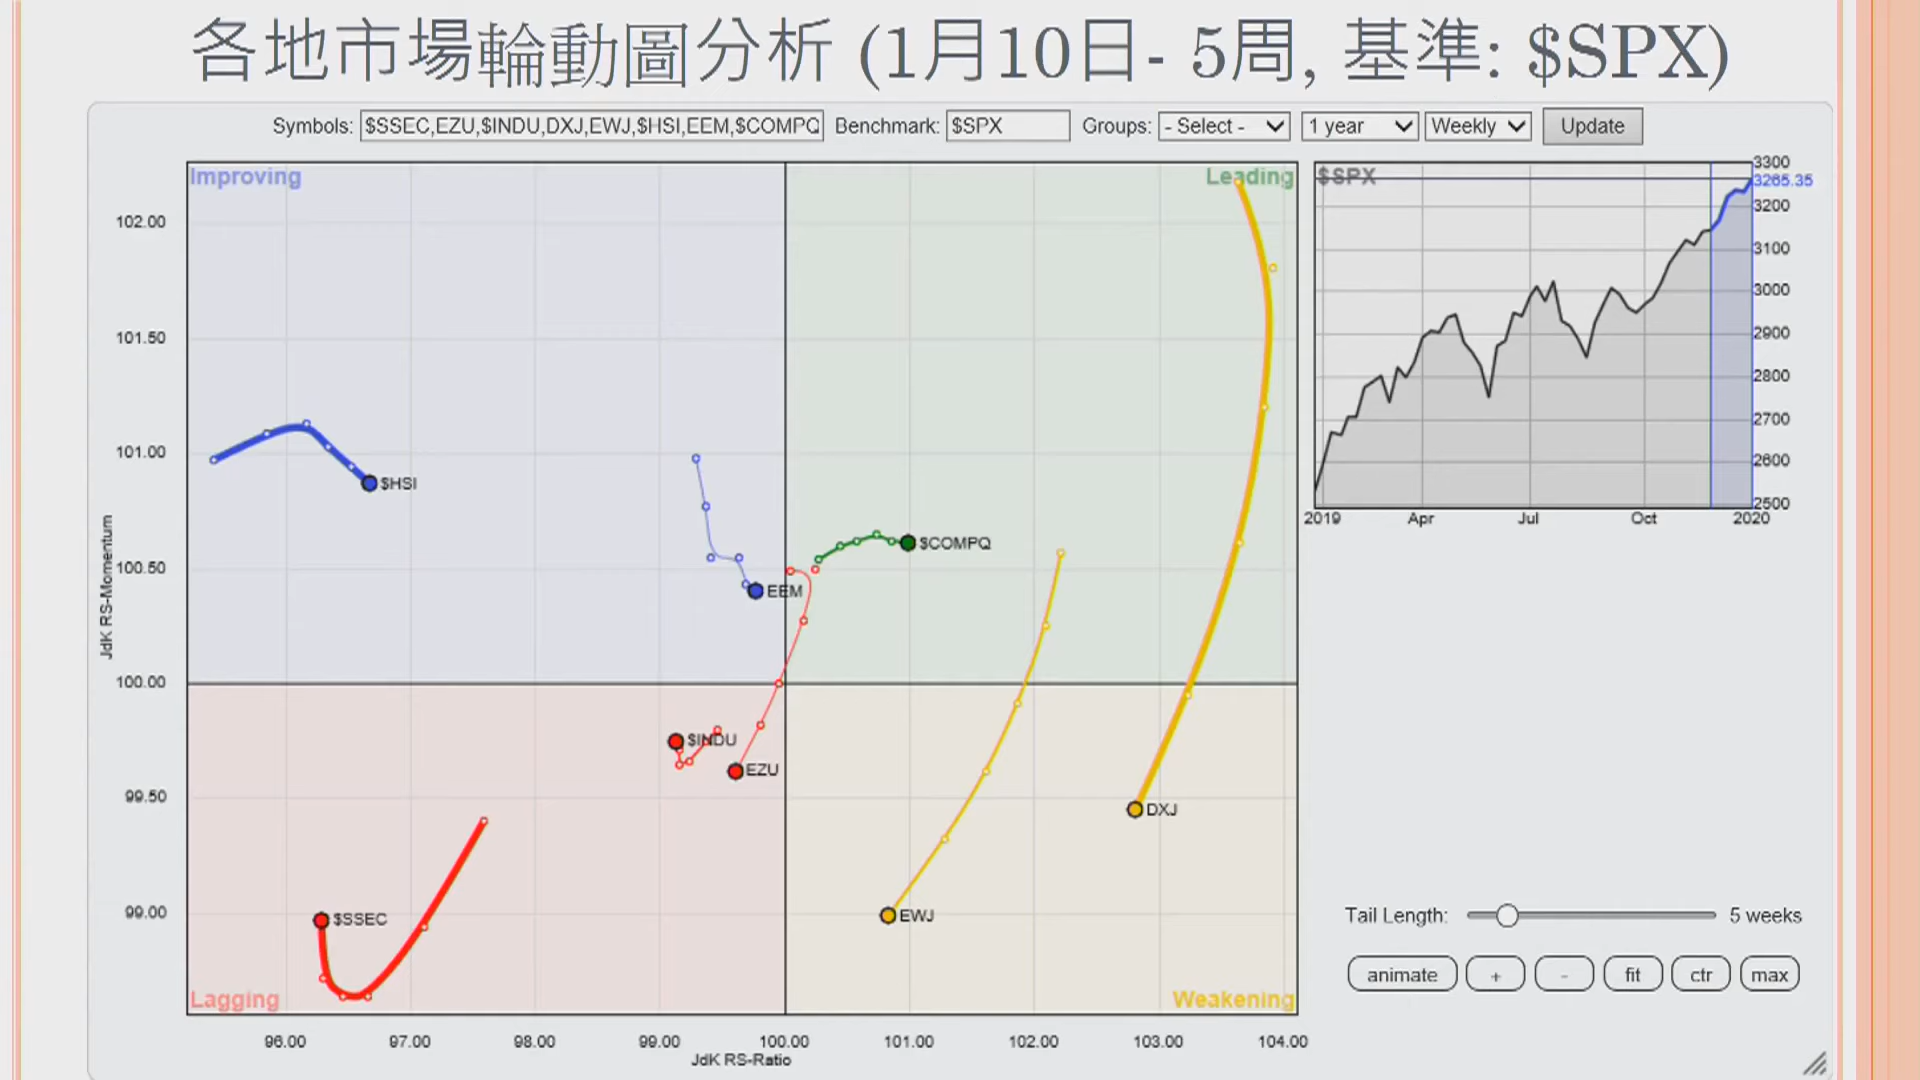 各地市場輪動圖分析 (1月10日- 5周, 基準: $SPX)
Symbols: $SSEC,EZU,$INDU,DXJ,EWJ,$HSI,EEM,$COMPQ Benchmark: $SPX Groups: - Select - 1 year Weekly Update
Improving
Leading
$SPX
3300
3265.35
3200
3100
3000
2900
2800
2700
2600
2500
2019 Apr Jul Oct 2020
102.00
101.50
101.00
100.50
100.00
99.50
99.00
JdK RS-Momentum
$HSI
$COMPQ
EEM
$INDU
EZU
DXJ
$SSEC
EWJ
Lagging
Weakening
96.00 97.00 98.00 99.00 100.00 101.00 102.00 103.00 104.00
JdK RS-Ratio
Tail Length: 5 weeks
animate + - fit ctr max